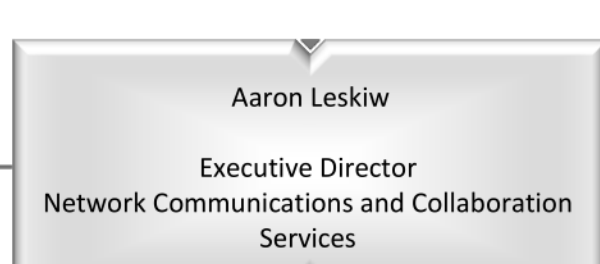 Aaron Leskiw
Executive Director
Network Communications and Collaboration
Services